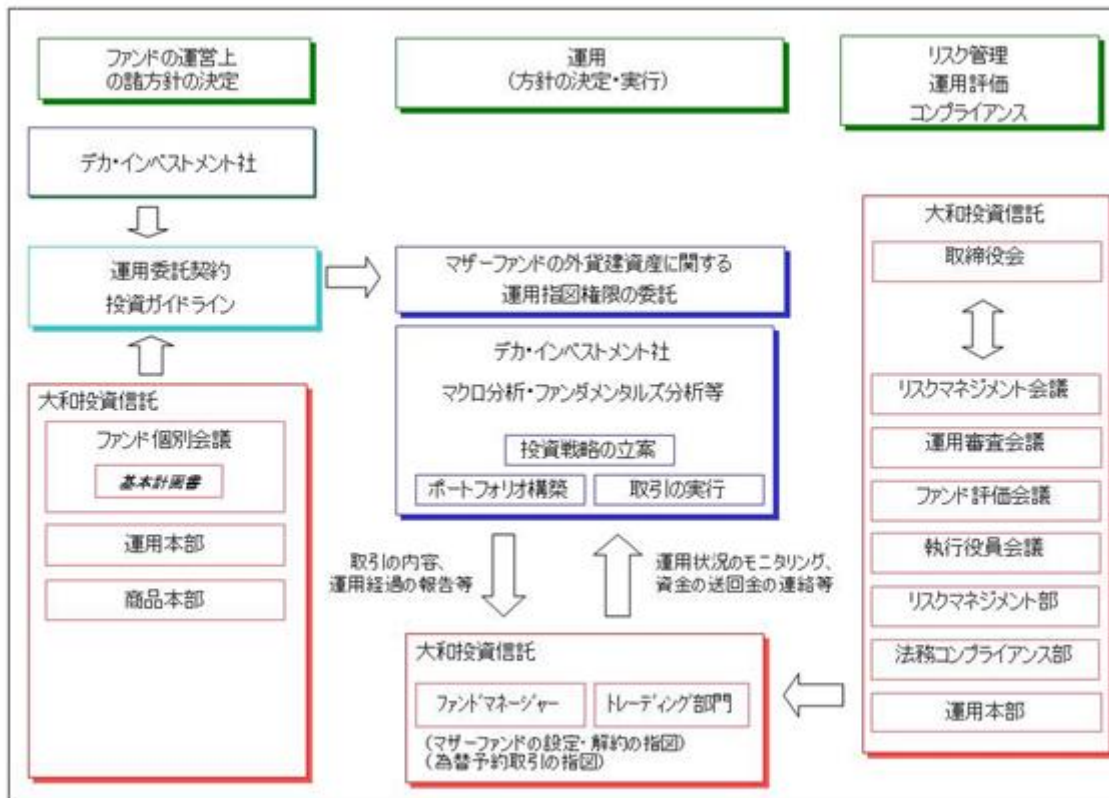 ファンドの運営上
の諸方針の決定
運用
(方針の決定・実行)
リスク管理
運用評価
コンプライアンス
デカ・インベストメント社
運用委託契約
投資ガイドライン
大和投資信託
ファンド個別会議
基本計画書
運用本部
商品本部
マザーファンドの外貨建資産に関する
運用指図権限の委託
デカ・インベストメント社
マクロ分析・ファンダメンタルズ分析等
投資戦略の立案
ポートフォリオ構築
取引の実行
取引の内容、
運用経過の報告等
運用状況のモニタリング、
資金の送回金の連絡等
大和投資信託
ファンドマネージャー
トレーディング部門
(マザーファンドの設定・解約の指図)
(為替予約取引の指図)
大和投資信託
取締役会
リスクマネジメント会議
運用審査会議
ファンド評価会議
執行役員会議
リスクマネジメント部
法務コンプライアンス部
運用本部